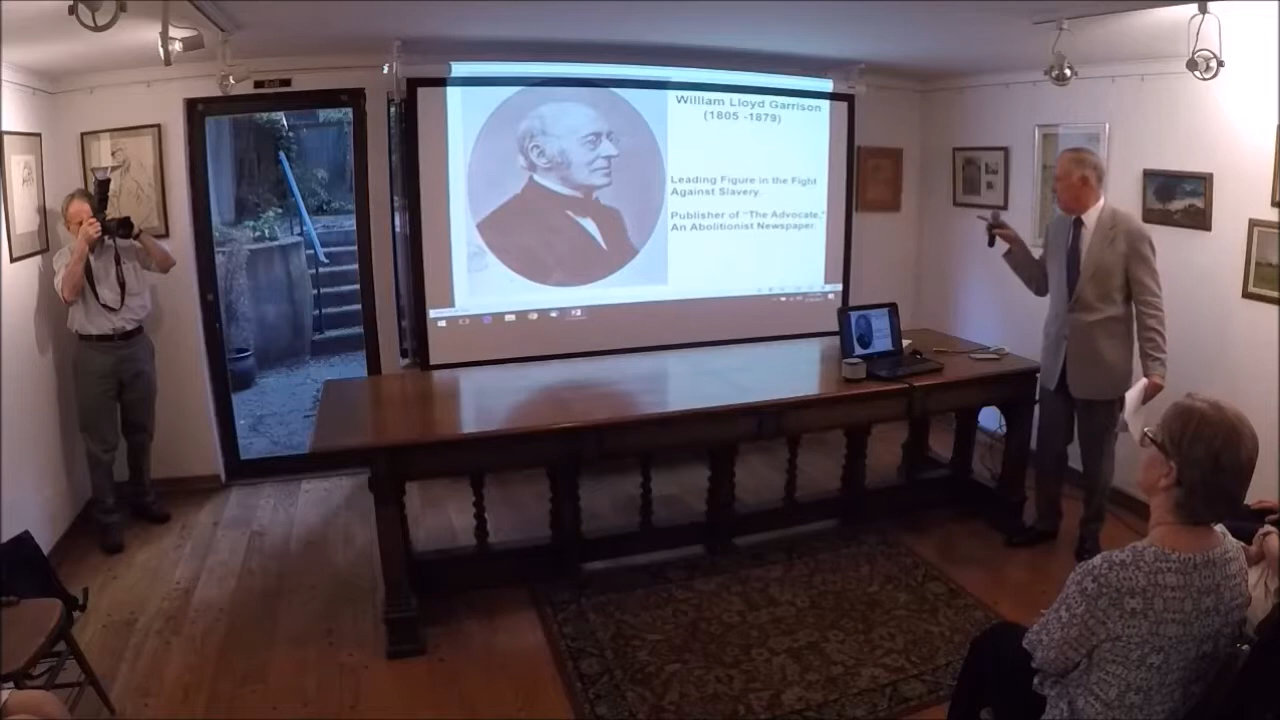 William Lloyd Garrison
(1805 -1879)
Leading Figure in the Fight
Against Slavery.
Publisher of "The Advocate,"
An Abolitionist Newspaper.